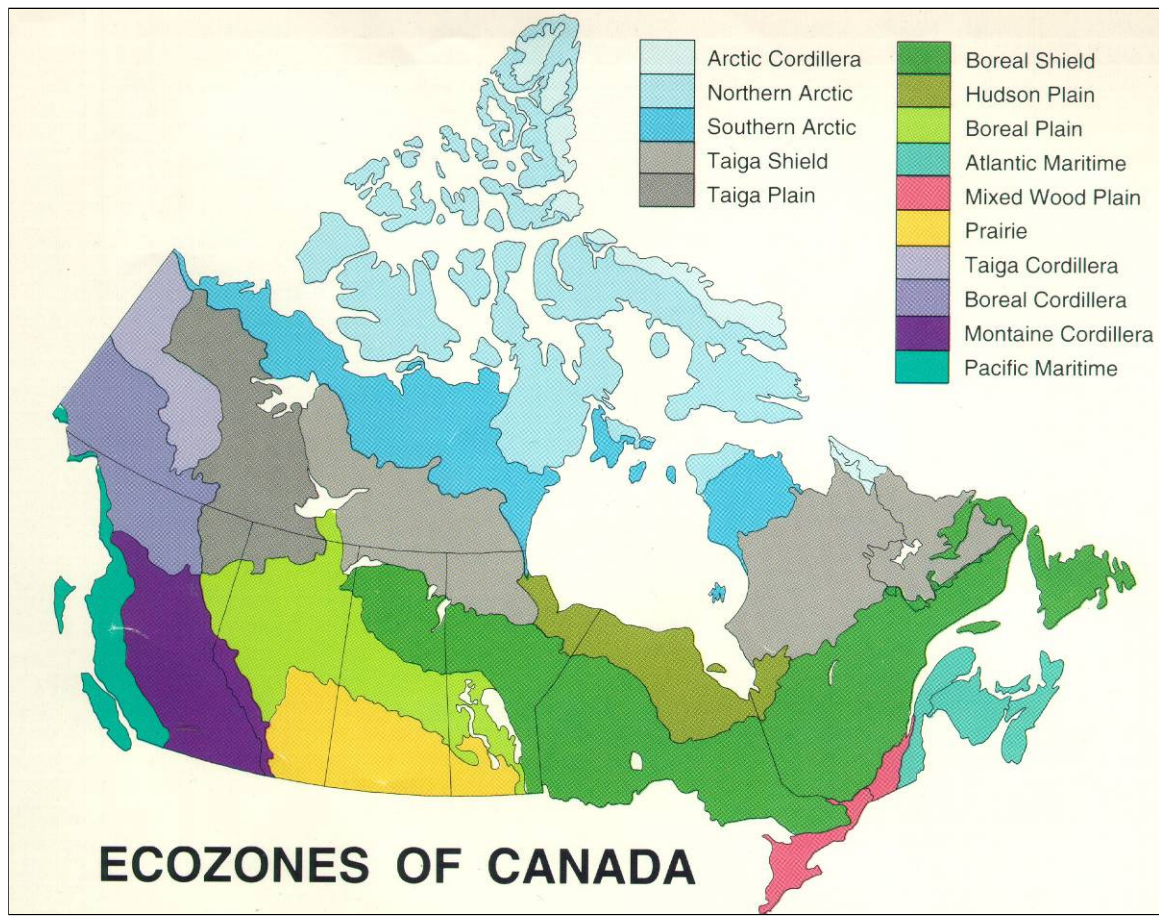 Arctic Cordillera
Northern Arctic
Southern Arctic
Taiga Shield
Taiga Plain
Boreal Shield
Hudson Plain
Boreal Plain
Atlantic Maritime
Mixed Wood Plain
Prairie
Taiga Cordillera
Boreal Cordillera
Montaine Cordillera
Pacific Maritime
ECOZONES OF CANADA